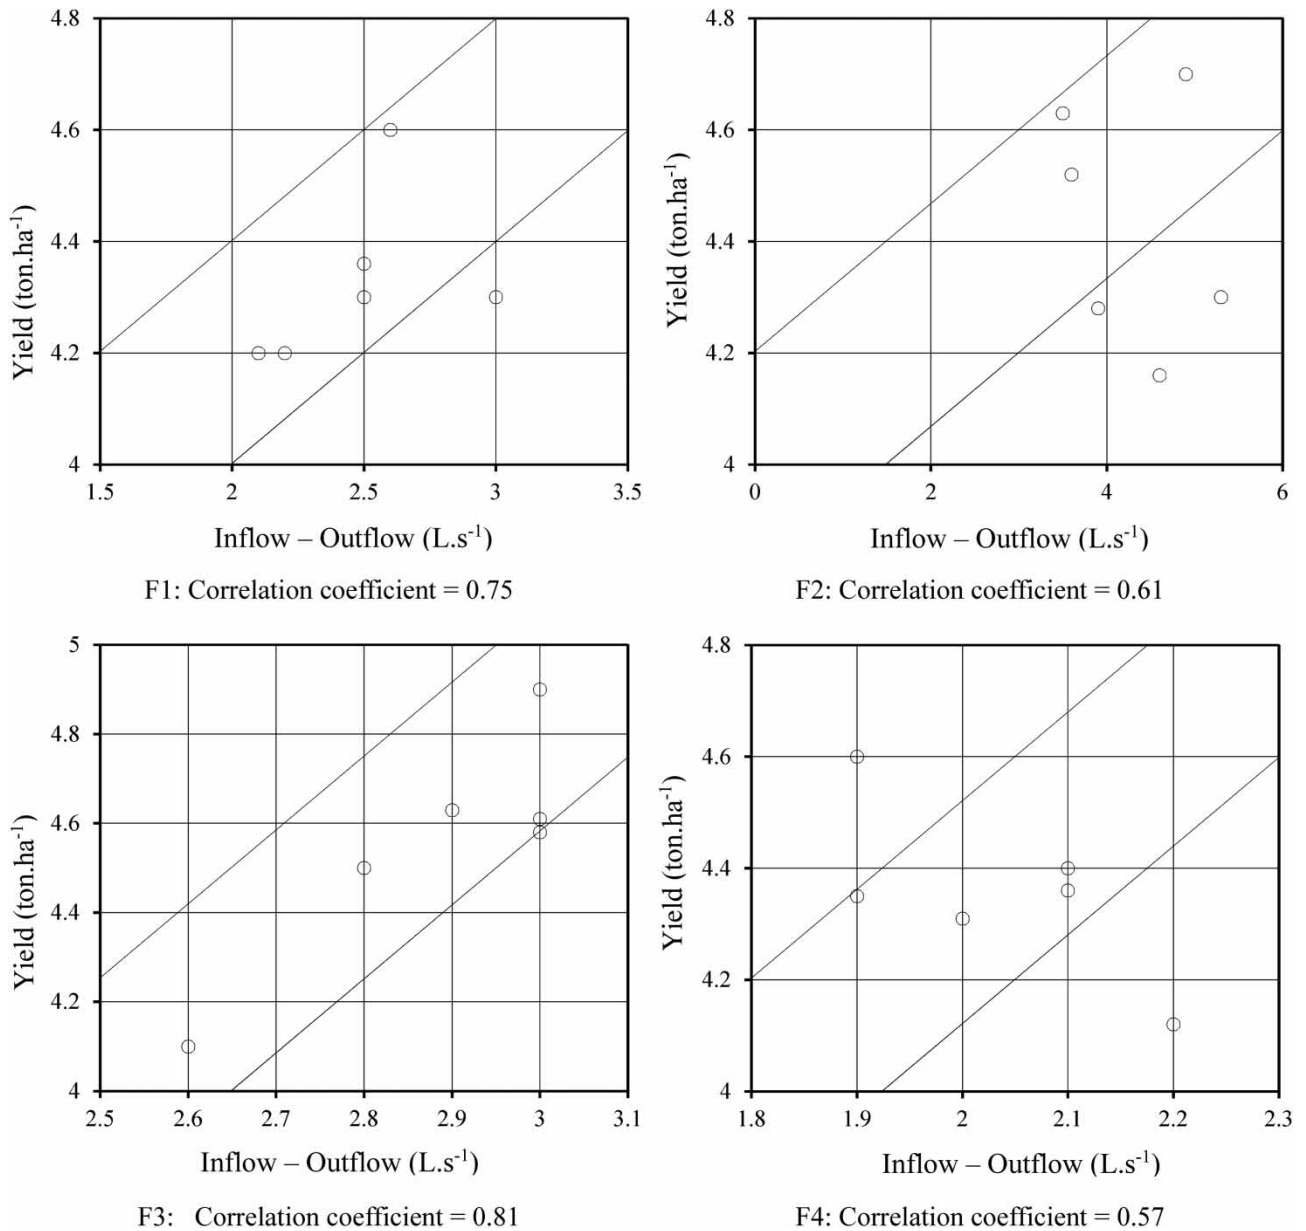 4.8
4.6
4.4
4.2
4
1.5 2 2.5 3 3.5
Yield (ton.ha⁻¹)
Inflow – Outflow (L.s⁻¹)
F1: Correlation coefficient = 0.75
4.8
4.6
4.4
4.2
4
0 2 4 6
Yield (ton.ha⁻¹)
Inflow – Outflow (L.s⁻¹)
F2: Correlation coefficient = 0.61
5
4.8
4.6
4.4
4.2
4
2.5 2.6 2.7 2.8 2.9 3 3.1
Yield (ton.ha⁻¹)
Inflow – Outflow (L.s⁻¹)
F3: Correlation coefficient = 0.81
4.8
4.6
4.4
4.2
4
1.8 1.9 2 2.1 2.2 2.3
Yield (ton.ha⁻¹)
Inflow – Outflow (L.s⁻¹)
F4: Correlation coefficient = 0.57